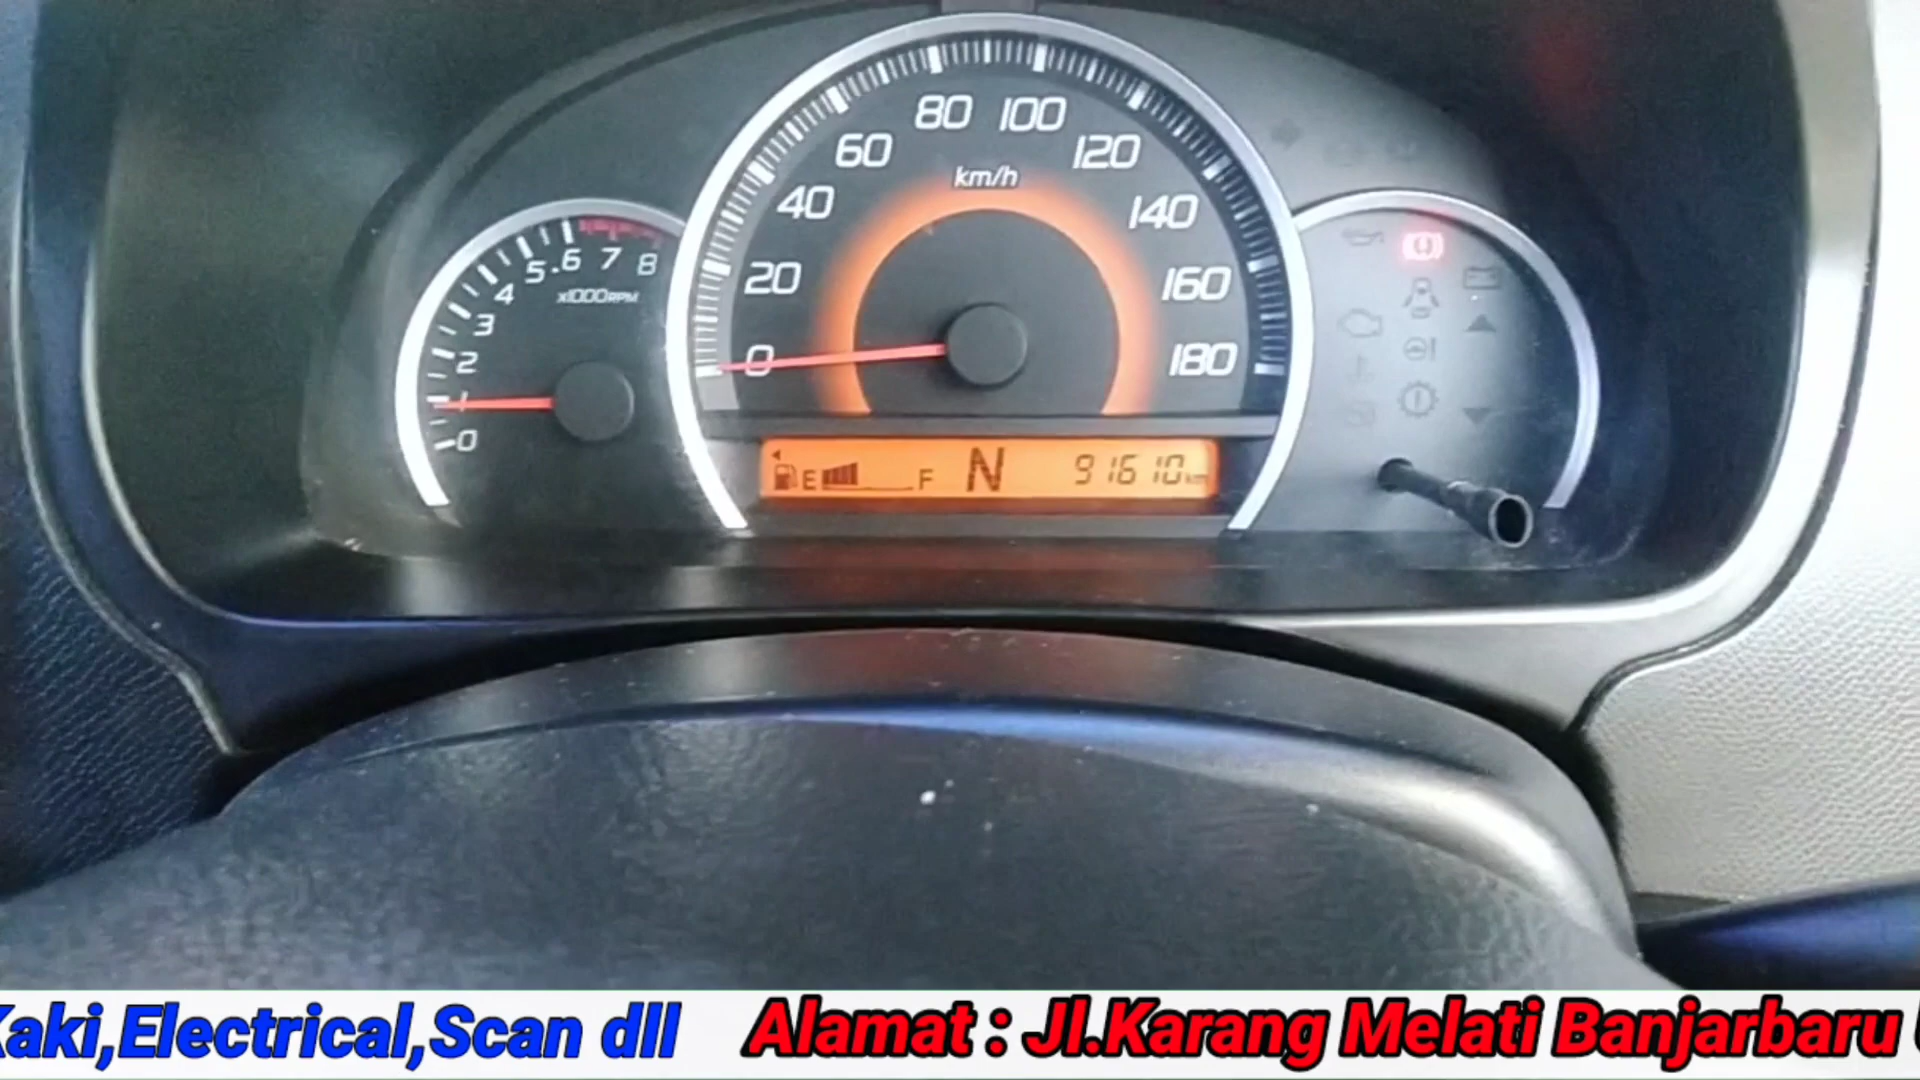 80 100
60 120
km/h
40 140
5 6 7 8
4 x1000RPM
20 160
3
2 0 180
1
0
E F N 91610 km
Kaki,Electrical,Scan dll Alamat : Jl.Karang Melati Banjarbaru